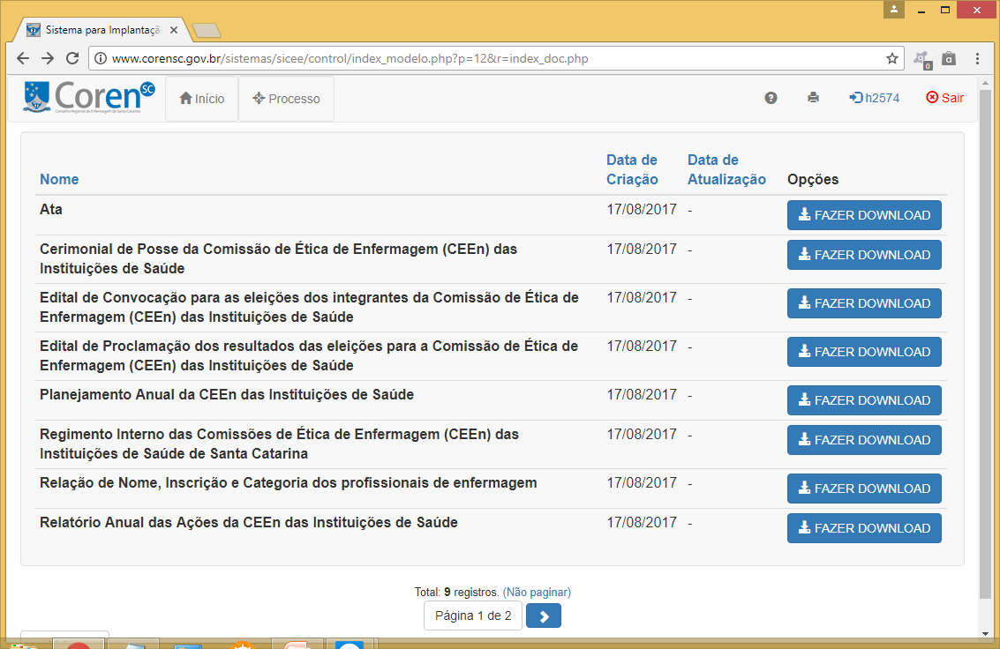 Sistema para Implantaçã
www.corensc.gov.br/sistemas/sicee/control/index_modelo.php?p=12&r=index_doc.php
0
Coren SC
Conselho Regional de Enfermagem de Santa Catarina
Início
Processo
h2574
Sair
Nome
Data de
Criação
Data de
Atualização
Opções
Ata
17/08/2017
-
FAZER DOWNLOAD
Cerimonial de Posse da Comissão de Ética de Enfermagem (CEEn) das
Instituições de Saúde
17/08/2017
-
FAZER DOWNLOAD
Edital de Convocação para as eleições dos integrantes da Comissão de Ética de
Enfermagem (CEEn) das Instituições de Saúde
17/08/2017
-
FAZER DOWNLOAD
Edital de Proclamação dos resultados das eleições para a Comissão de Ética de
Enfermagem (CEEn) das Instituições de Saúde
17/08/2017
-
FAZER DOWNLOAD
Planejamento Anual da CEEn das Instituições de Saúde
17/08/2017
-
FAZER DOWNLOAD
Regimento Interno das Comissões de Ética de Enfermagem (CEEn) das
Instituições de Saúde de Santa Catarina
17/08/2017
-
FAZER DOWNLOAD
Relação de Nome, Inscrição e Categoria dos profissionais de enfermagem
17/08/2017
-
FAZER DOWNLOAD
Relatório Anual das Ações da CEEn das Instituições de Saúde
17/08/2017
-
FAZER DOWNLOAD
Total: 9 registros. (Não paginar)
Página 1 de 2